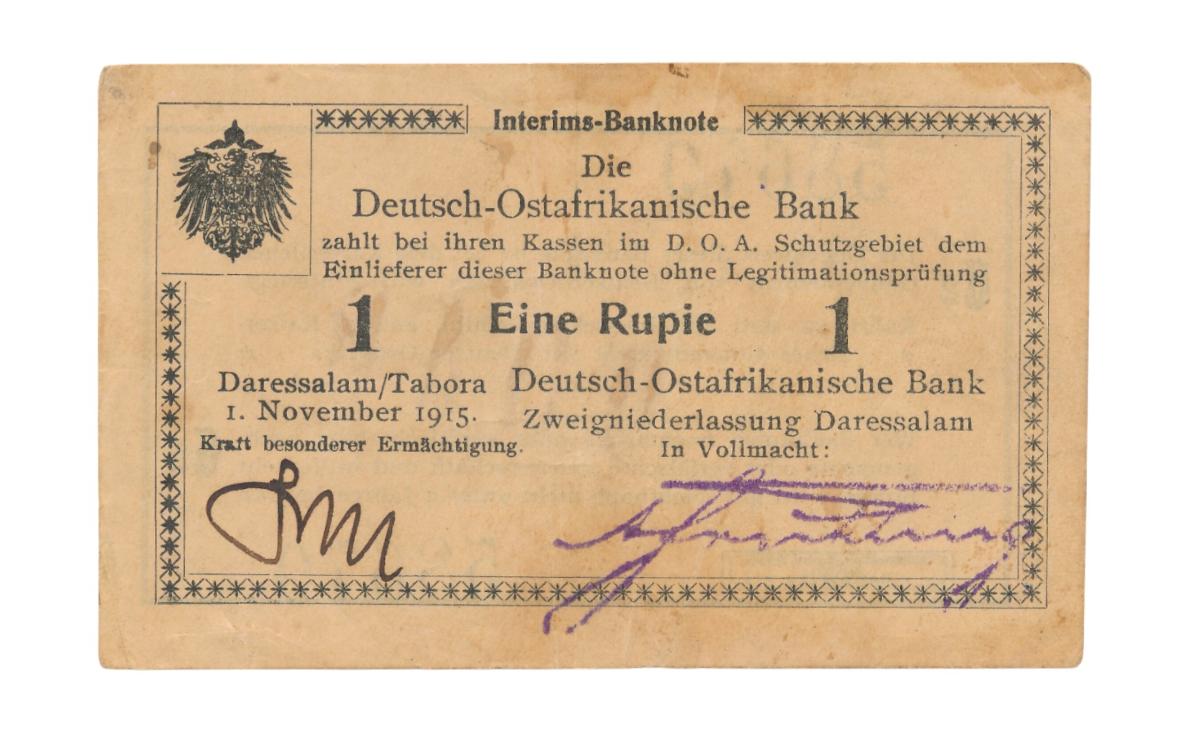 Interims-Banknote
Die
Deutsch-Ostafrikanische Bank
zahlt bei ihren Kassen im D. O. A. Schutzgebiet dem
Einlieferer dieser Banknote ohne Legitimationsprüfung
1 Eine Rupie 1
Daressalam/Tabora
1. November 1915.
Kraft besonderer Ermächtigung.
Deutsch-Ostafrikanische Bank
Zweigniederlassung Daressalam
In Vollmacht: